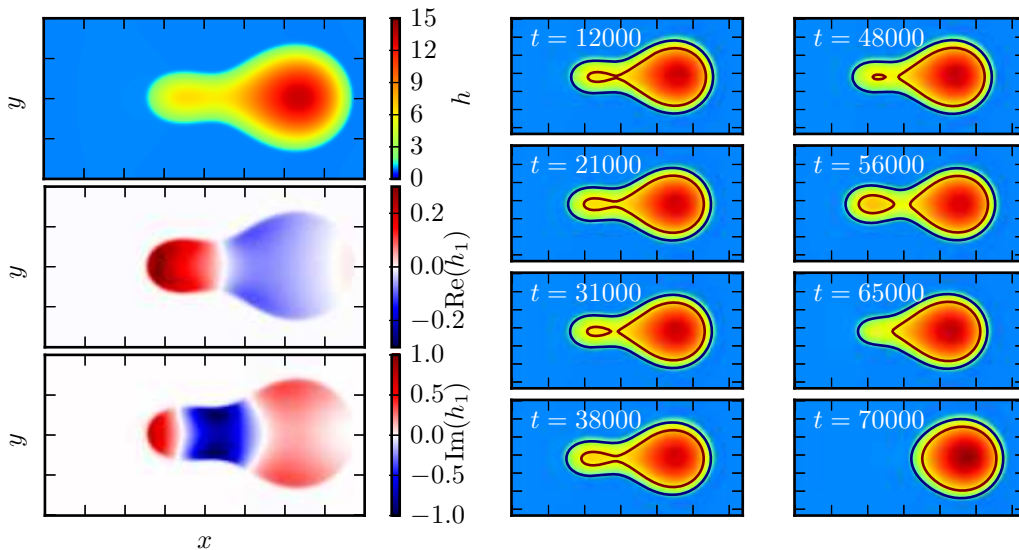 y
15
12
9
6
3
0
h
y
0.2
0.0
−0.2
Re(h₁)
y
1.0
0.5
0.0
−0.5
−1.0
Im(h₁)
x
t = 12000
t = 21000
t = 31000
t = 38000
t = 48000
t = 56000
t = 65000
t = 70000